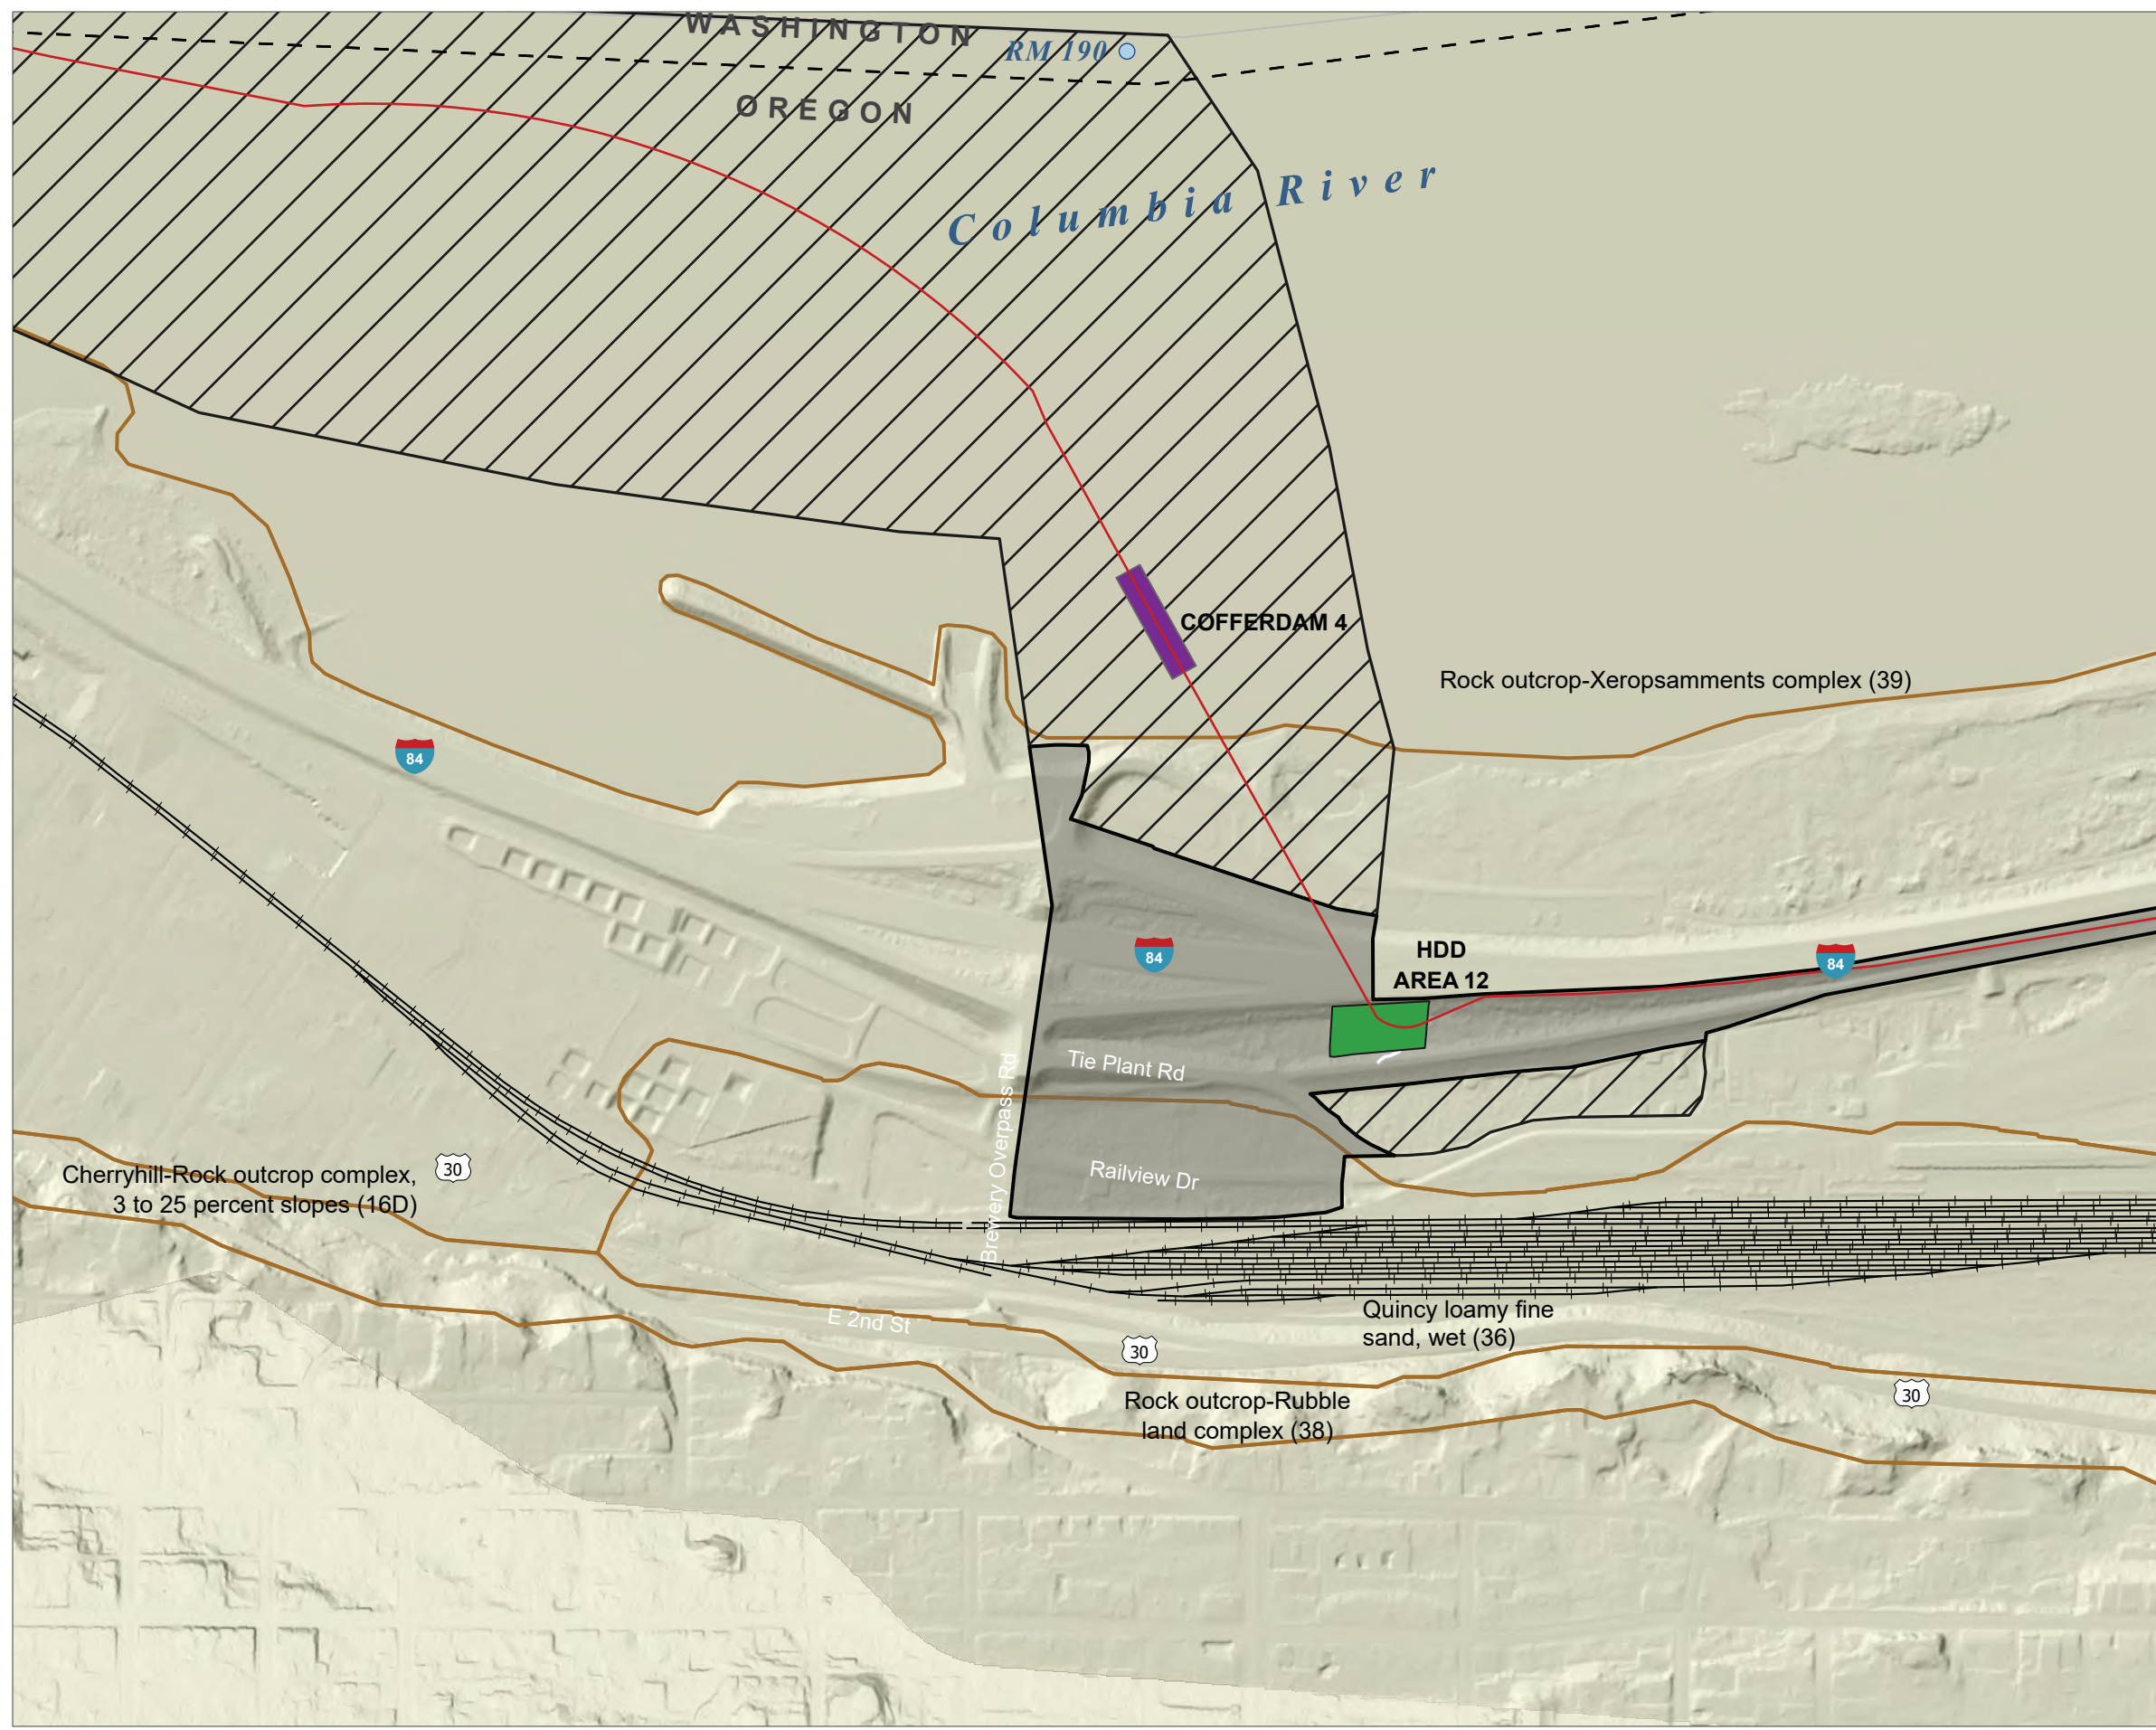 WASHINGTON
RM 190
OREGON
Columbia River
COFFERDAM 4
Rock outcrop-Xeropsamments complex (39)
84
84
HDD
AREA 12
84
Tie Plant Rd
Brewery Overpass Rd
Railview Dr
Cherryhill-Rock outcrop complex,
3 to 25 percent slopes (16D)
30
E 2nd St
Quincy loamy fine
sand, wet (36)
30
Rock outcrop-Rubble
land complex (38)
30